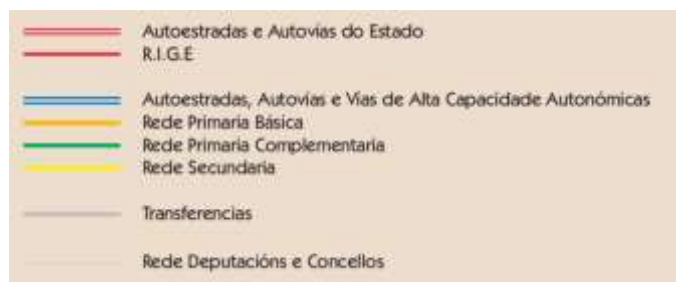 Autoestradas e Autovías do Estado
R.I.G.E
Autoestradas, Autovías e Vías de Alta Capacidade Autonómicas
Rede Primaria Básica
Rede Primaria Complementaria
Rede Secundaria
Transferencias
Rede Deputacións e Concellos